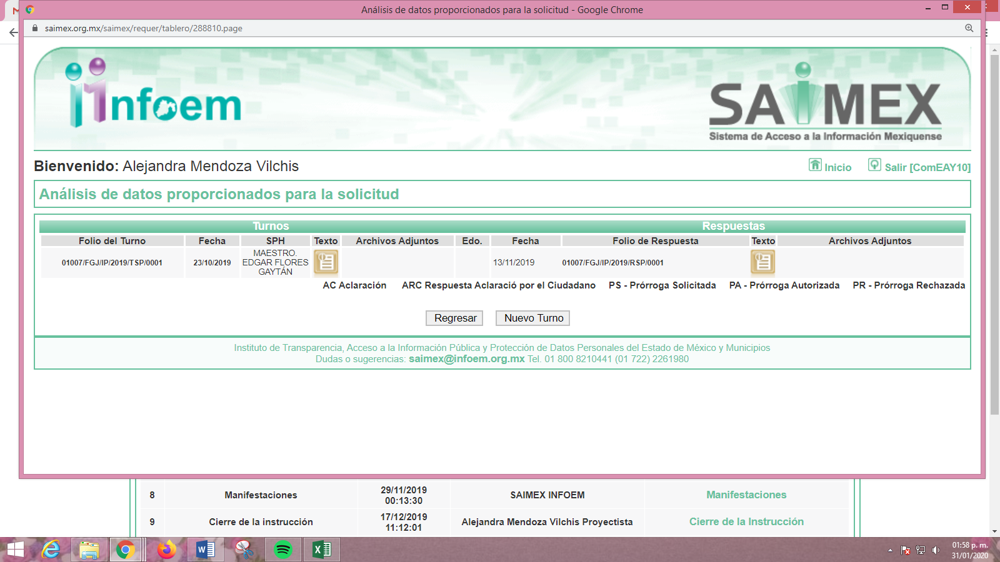 Análisis de datos proporcionados para la solicitud - Google Chrome
saimex.org.mx/saimex/requer/tablero/288810.page
infoem
SAIMEX
Sistema de Acceso a la Información Mexiquense
Bienvenido: Alejandra Mendoza Vilchis
Inicio Salir [ComEAY10]
Análisis de datos proporcionados para la solicitud
Turnos Respuestas
Folio del Turno Fecha SPH Texto Archivos Adjuntos Edo. Fecha Folio de Respuesta Texto Archivos Adjuntos
01007/FGJ/IP/2019/TSP/0001 23/10/2019 MAESTRO. EDGAR FLORES GAYTÁN 13/11/2019 01007/FGJ/IP/2019/RSP/0001
AC Aclaración ARC Respuesta Aclaració por el Ciudadano PS - Prórroga Solicitada PA - Prórroga Autorizada PR - Prórroga Rechazada
Regresar Nuevo Turno
Instituto de Transparencia, Acceso a la Información Pública y Protección de Datos Personales del Estado de México y Municipios
Dudas o sugerencias: saimex@infoem.org.mx Tel. 01 800 8210441 (01 722) 2261980
8 Manifestaciones 29/11/2019 00:13:30 SAIMEX INFOEM Manifestaciones
9 Cierre de la instrucción 17/12/2019 11:12:01 Alejandra Mendoza Vilchis Proyectista Cierre de la Instrucción
01:58 p. m.
31/01/2020